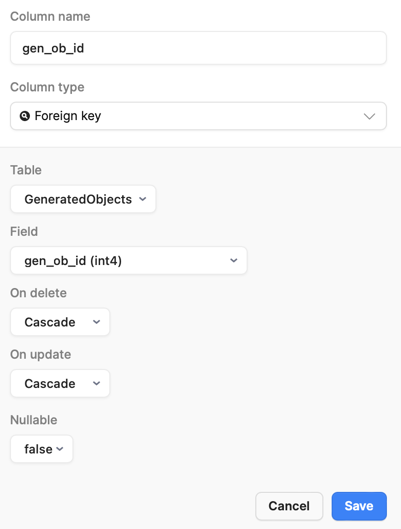 Column name
gen_ob_id
Column type
Foreign key
Table
GeneratedObjects
Field
gen_ob_id (int4)
On delete
Cascade
On update
Cascade
Nullable
false
Cancel Save